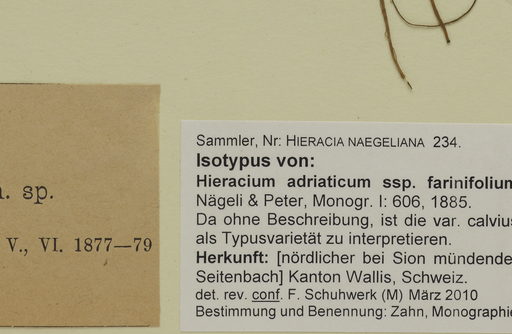 . sp.
V., VI. 1877—79
Sammler, Nr: HIERACIA NAEGELIANA 234.
Isotypus von:
Hieracium adriaticum ssp. farinifolium
Nägeli & Peter, Monogr. I: 606, 1885.
Da ohne Beschreibung, ist die var. calvius
als Typusvarietät zu interpretieren.
Herkunft: [nördlicher bei Sion mündende
Seitenbach] Kanton Wallis, Schweiz.
det. rev. conf. F. Schuhwerk (M) März 2010
Bestimmung und Benennung: Zahn, Monographie